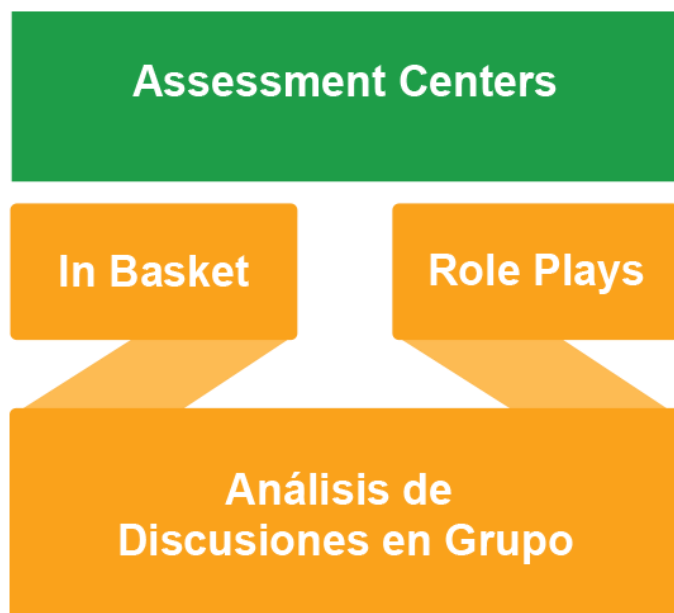 Assessment Centers
In Basket
Role Plays
Análisis de
Discusiones en Grupo